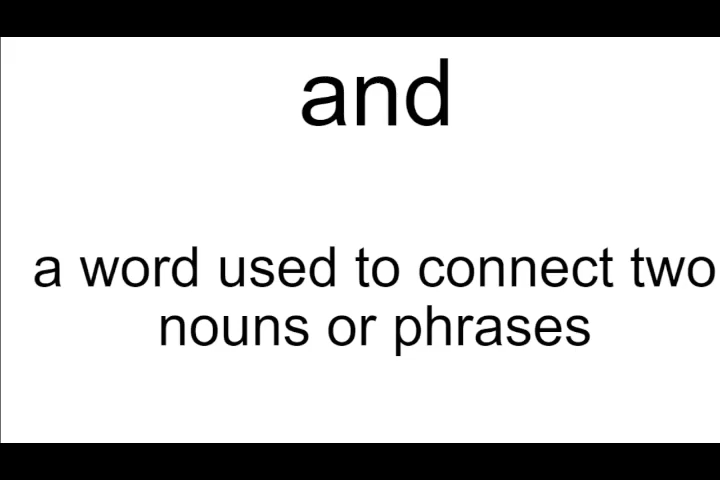 and
a word used to connect two
nouns or phrases